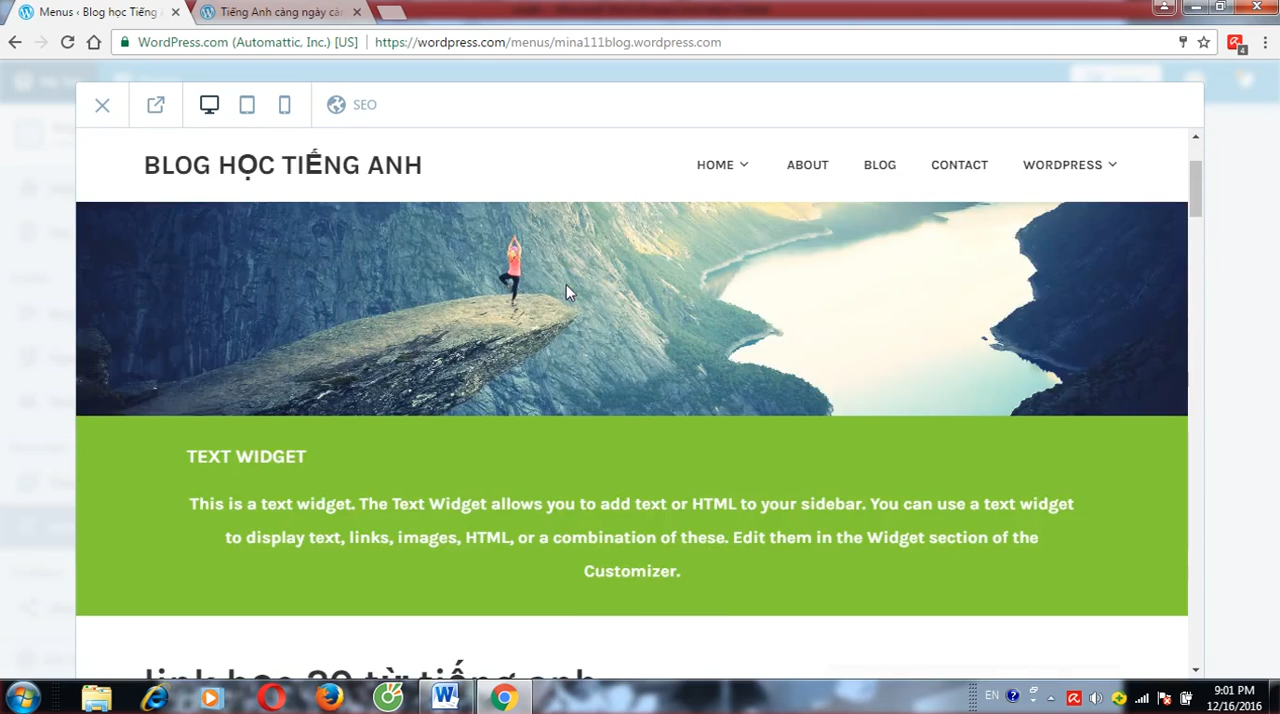 Menus ‹ Blog học Tiếng
Tiếng Anh càng ngày cà
WordPress.com (Automattic, Inc.) [US]
https://wordpress.com/menus/mina111blog.wordpress.com
4
SEO
BLOG HỌC TIẾNG ANH
HOME
ABOUT
BLOG
CONTACT
WORDPRESS
TEXT WIDGET
This is a text widget. The Text Widget allows you to add text or HTML to your sidebar. You can use a text widget
to display text, links, images, HTML, or a combination of these. Edit them in the Widget section of the
Customizer.
EN
9:01 PM
12/16/2016